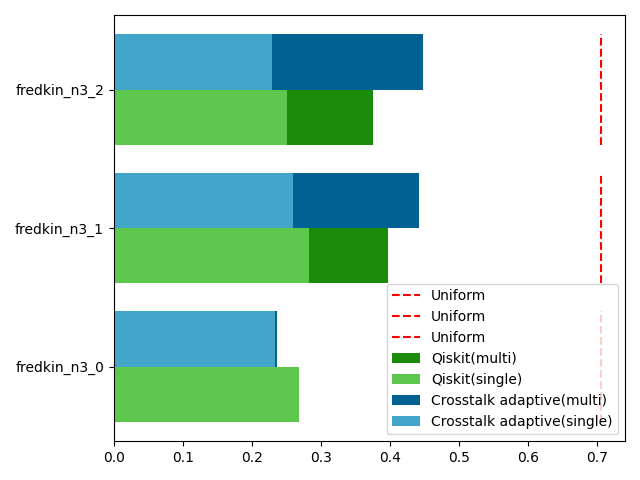 fredkin_n3_2
fredkin_n3_1
fredkin_n3_0
Uniform
Uniform
Uniform
Qiskit(multi)
Qiskit(single)
Crosstalk adaptive(multi)
Crosstalk adaptive(single)
0.0 0.1 0.2 0.3 0.4 0.5 0.6 0.7